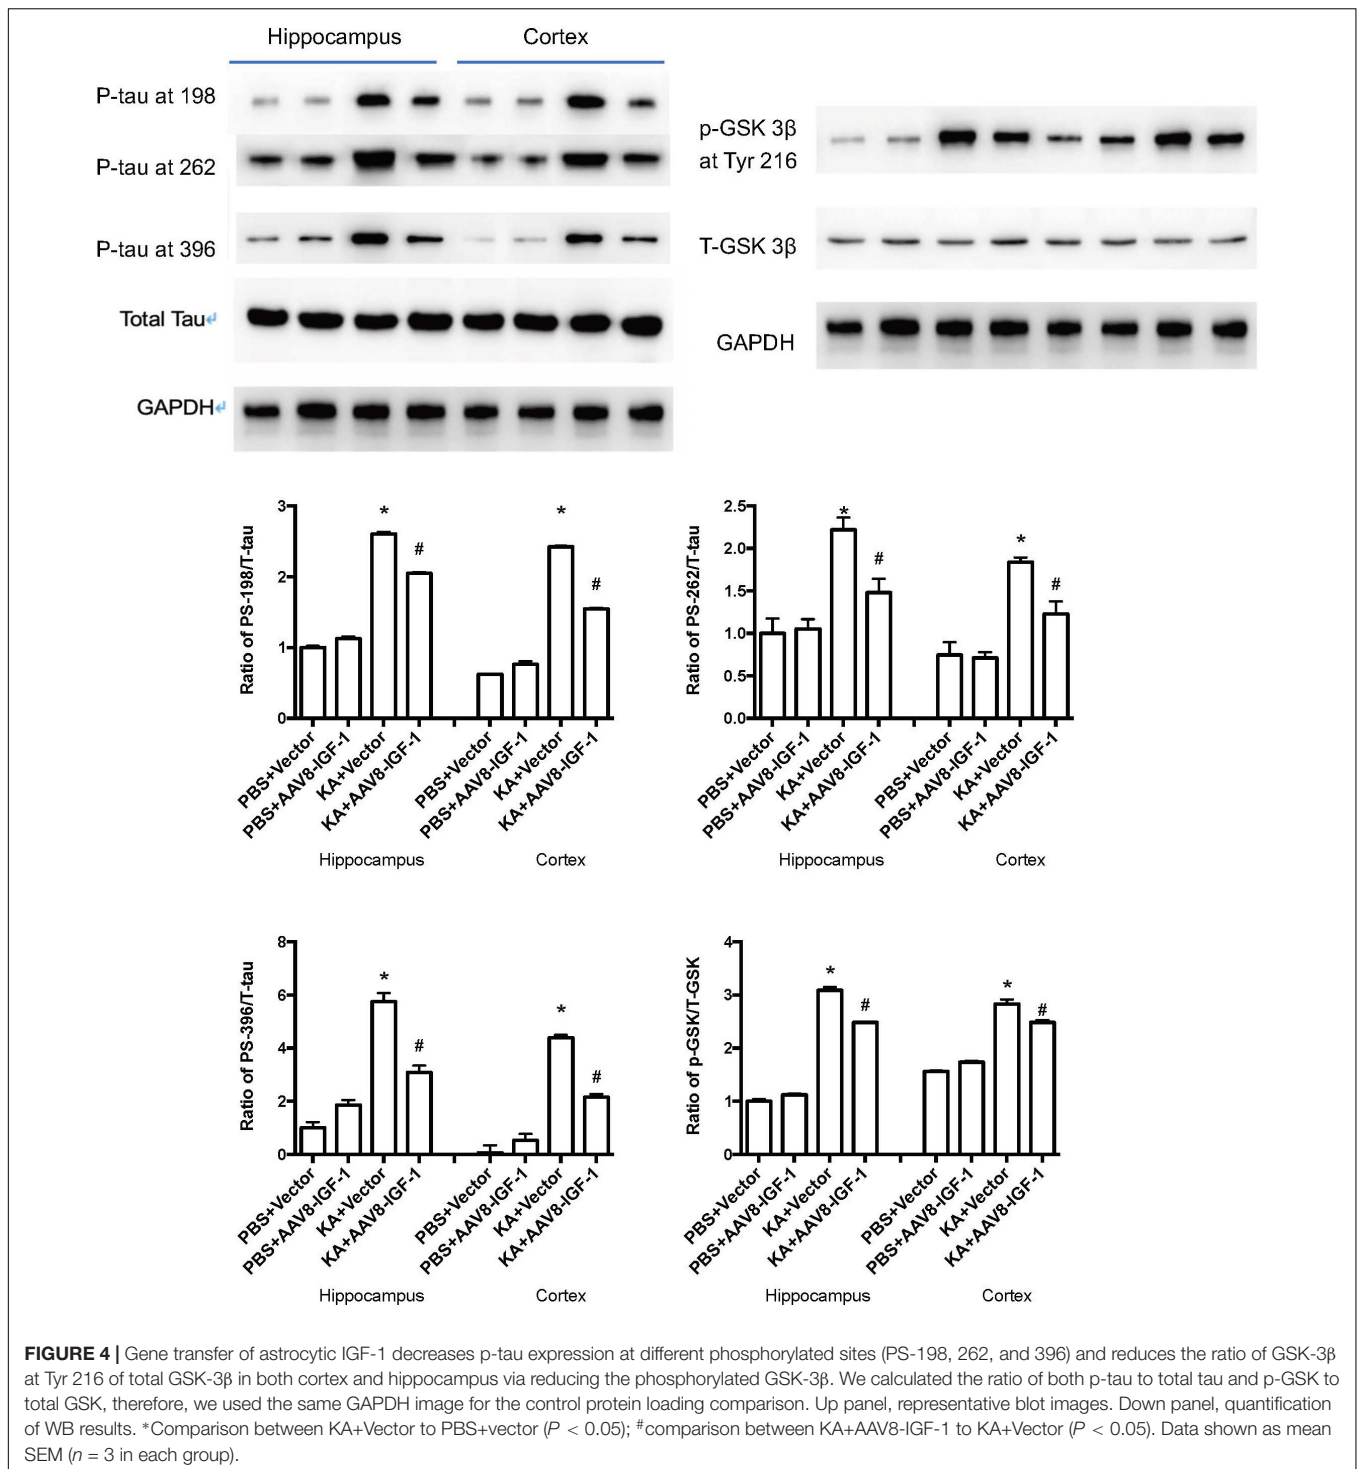 Hippocampus
Cortex
P-tau at 198
P-tau at 262
P-tau at 396
Total Tau↵
GAPDH↵
p-GSK 3β
at Tyr 216
T-GSK 3β
GAPDH
Ratio of PS-198/T-tau
3
2
1
0
PBS+Vector
PBS+AAV8-IGF-1
KA+Vector
KA+AAV8-IGF-1
PBS+Vector
PBS+AAV8-IGF-1
KA+Vector
KA+AAV8-IGF-1
* # * #
Hippocampus
Cortex
Ratio of PS-262/T-tau
2.5
2.0
1.5
1.0
0.5
0.0
PBS+Vector
PBS+AAV8-IGF-1
KA+Vector
KA+AAV8-IGF-1
PBS+Vector
PBS+AAV8-IGF-1
KA+Vector
KA+AAV8-IGF-1
* # * #
Hippocampus
Cortex
Ratio of PS-396/T-tau
8
6
4
2
0
PBS+Vector
PBS+AAV8-IGF-1
KA+Vector
KA+AAV8-IGF-1
PBS+Vector
PBS+AAV8-IGF-1
KA+Vector
KA+AAV8-IGF-1
* # * #
Hippocampus
Cortex
Ratio of p-GSK/T-GSK
4
3
2
1
0
PBS+Vector
PBS+AAV8-IGF-1
KA+Vector
KA+AAV8-IGF-1
PBS+Vector
PBS+AAV8-IGF-1
KA+Vector
KA+AAV8-IGF-1
* # * #
Hippocampus
Cortex
FIGURE 4 | Gene transfer of astrocytic IGF-1 decreases p-tau expression at different phosphorylated sites (PS-198, 262, and 396) and reduces the ratio of GSK-3β
at Tyr 216 of total GSK-3β in both cortex and hippocampus via reducing the phosphorylated GSK-3β. We calculated the ratio of both p-tau to total tau and p-GSK to
total GSK, therefore, we used the same GAPDH image for the control protein loading comparison. Up panel, representative blot images. Down panel, quantification
of WB results. *Comparison between KA+Vector to PBS+vector (P < 0.05); #comparison between KA+AAV8-IGF-1 to KA+Vector (P < 0.05). Data shown as mean
SEM (n = 3 in each group).